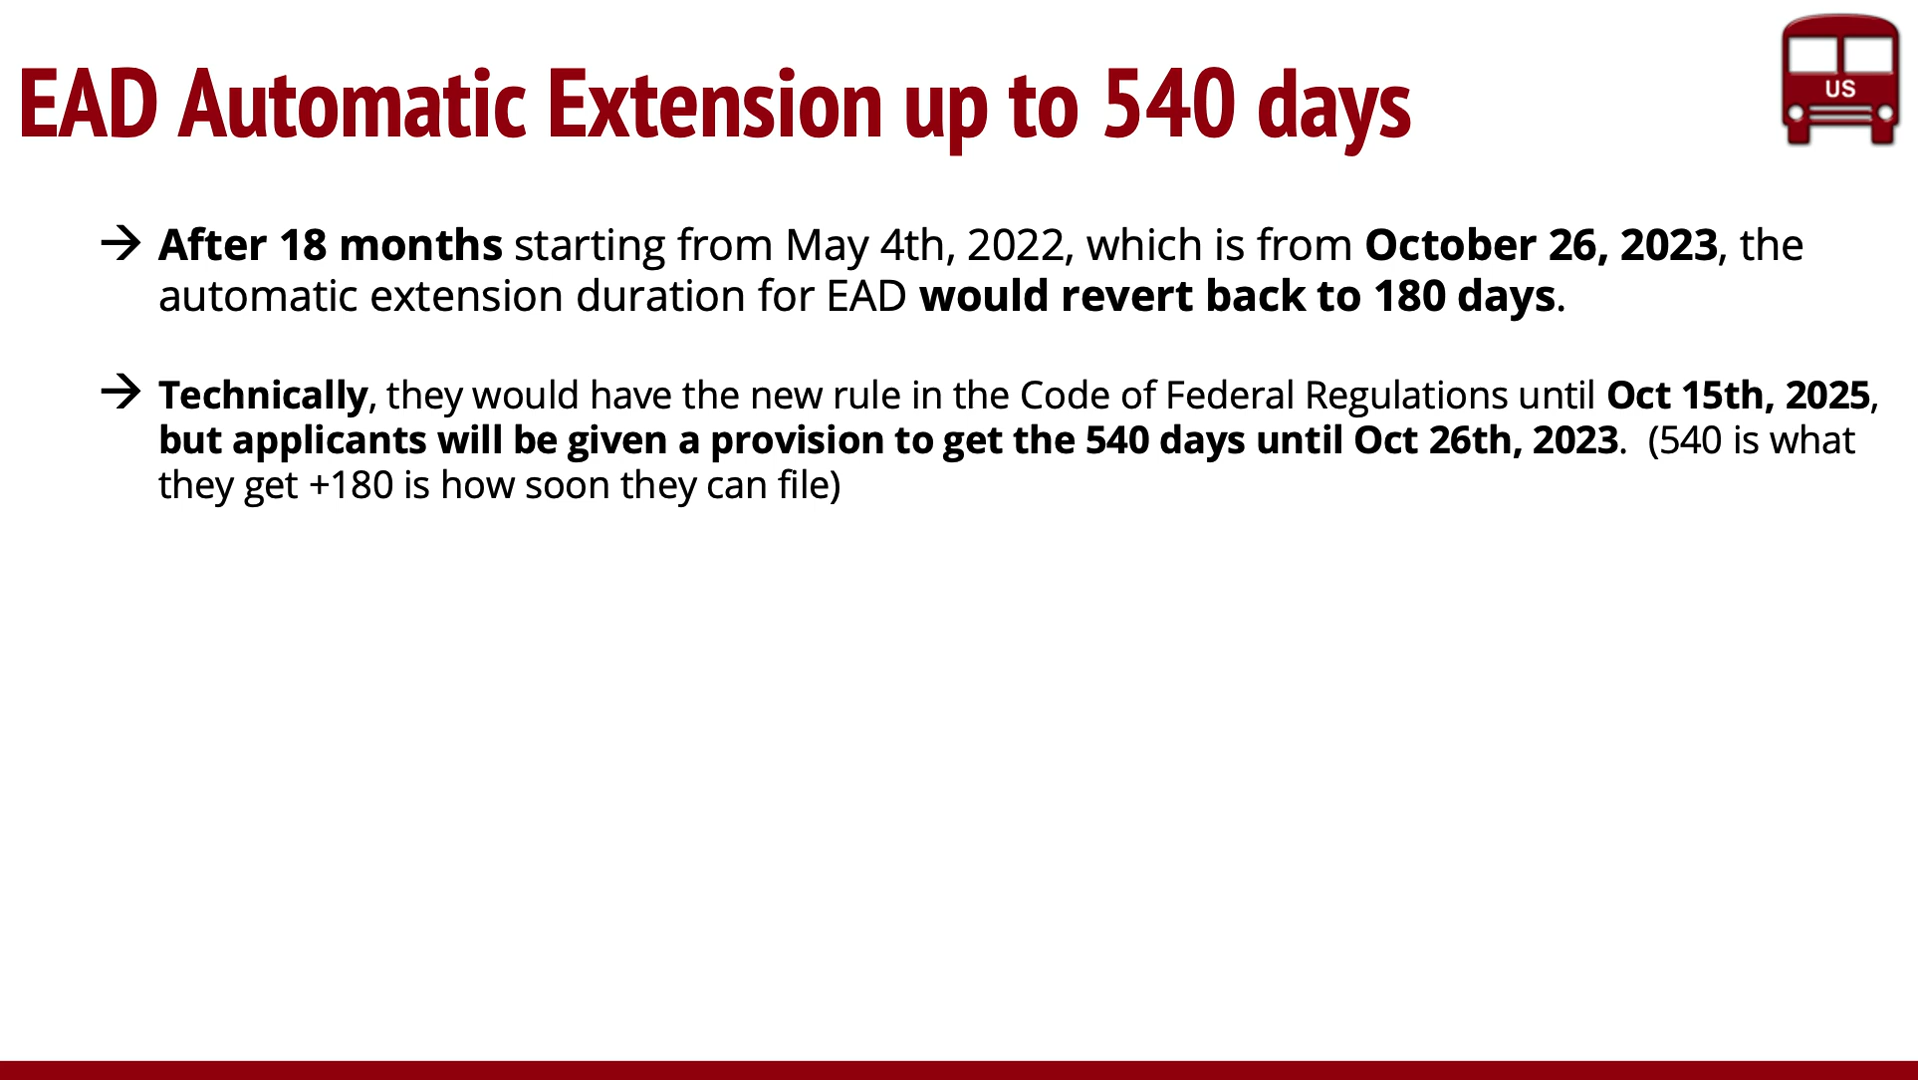 EAD Automatic Extension up to 540 days
US
→ After 18 months starting from May 4th, 2022, which is from October 26, 2023, the
automatic extension duration for EAD would revert back to 180 days.
→ Technically, they would have the new rule in the Code of Federal Regulations until Oct 15th, 2025,
but applicants will be given a provision to get the 540 days until Oct 26th, 2023.  (540 is what
they get +180 is how soon they can file)